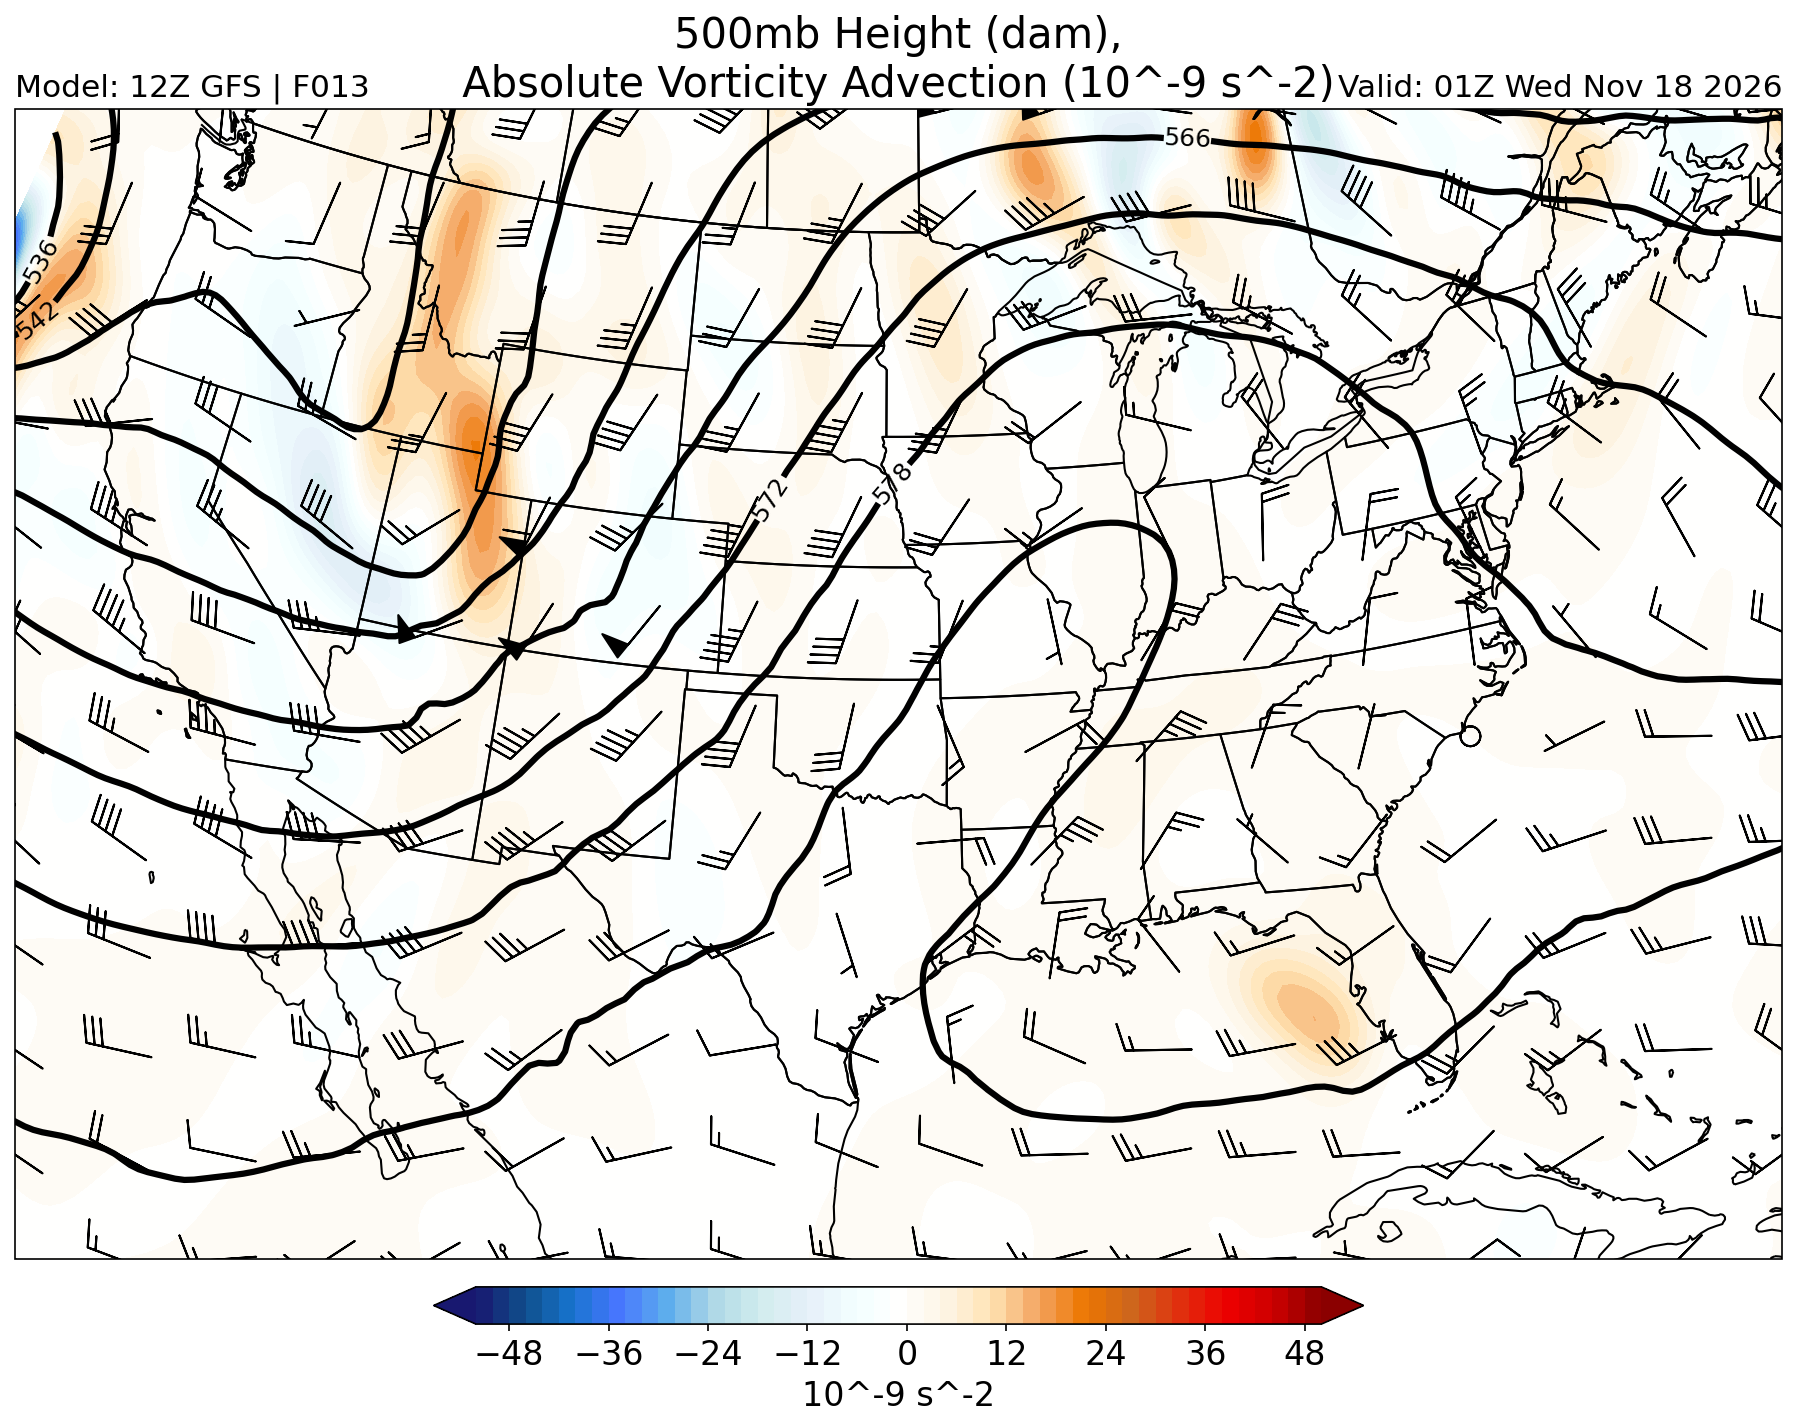 500mb Height (dam),
Model: 12Z GFS | F013
Absolute Vorticity Advection (10^-9 s^-2)
Valid: 01Z Wed Nov 18 2026
566
536
542
578
572
−48 −36 −24 −12 0 12 24 36 48
10^-9 s^-2